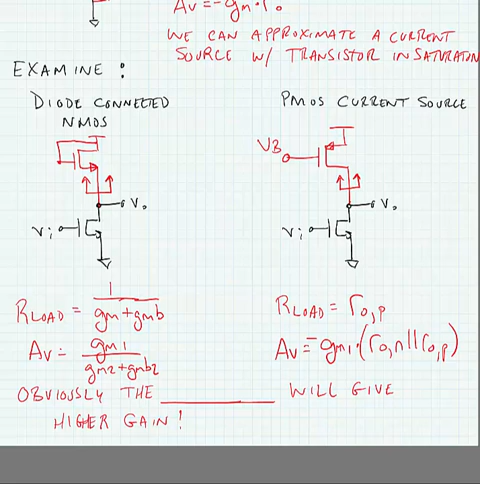 Av = -gm · ro
WE CAN APPROXIMATE A CURRENT
SOURCE W/ TRANSISTOR IN SATURATION
EXAMINE:
DIODE CONNECTED
NMOS
PMOS CURRENT SOURCE
VB
Vo
Vi
Vo
Vi
RLOAD = 1 / gm+gmb
RLOAD = ro,p
Av = gm1 / gm2+gmb2
Av = -gm1·(ro,n||ro,p)
OBVIOUSLY THE __________ WILL GIVE
HIGHER GAIN!